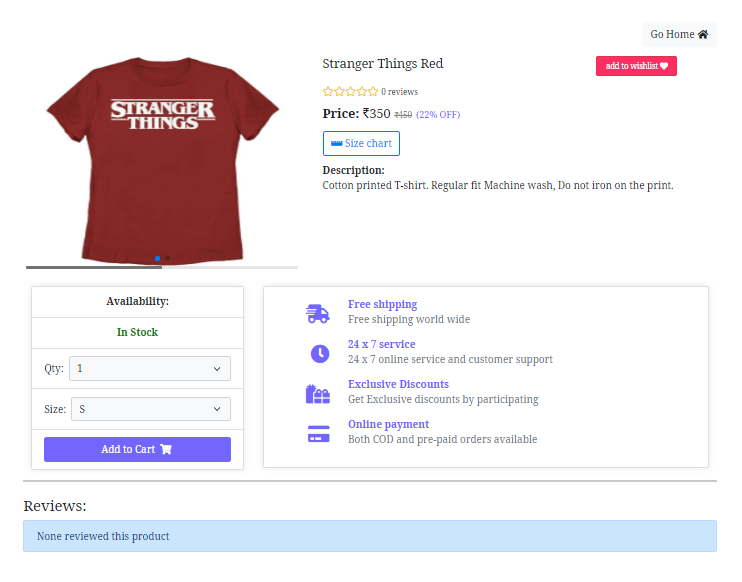 Go Home
STRANGER
THINGS
Stranger Things Red
add to wishlist
0 reviews
Price: ₹350 ₹450 (22% OFF)
Size chart
Description:
Cotton printed T-shirt. Regular fit Machine wash, Do not iron on the print.
Availability:
In Stock
Qty: 1
Size: S
Add to Cart
Free shipping
Free shipping world wide
24 x 7 service
24 x 7 online service and customer support
Exclusive Discounts
Get Exclusive discounts by participating
Online payment
Both COD and pre-paid orders available
Reviews:
None reviewed this product